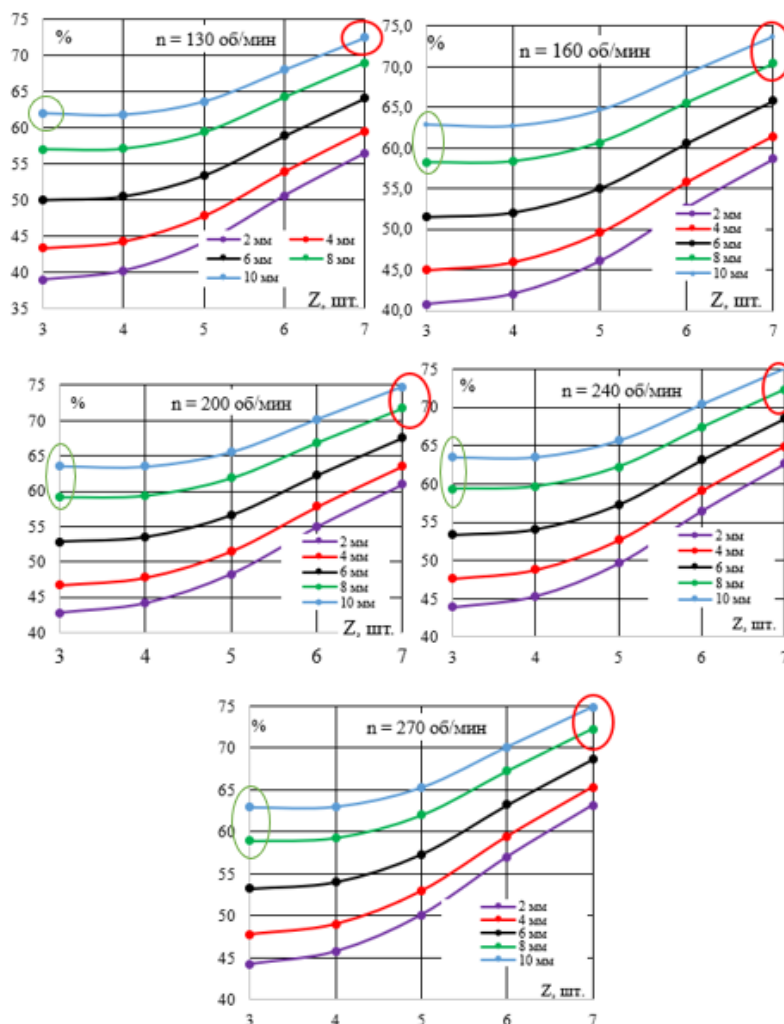 75
%
n = 130 об/мин
70
65
60
55
50
45
2 мм
4 мм
40
6 мм
8 мм
10 мм
35
Z, шт.
3
4
5
6
7
75,0
%
n = 160 об/мин
70,0
65,0
60,0
55,0
50,0
2 мм
4 мм
45,0
6 мм
8 мм
10 мм
40,0
Z, шт.
3
4
5
6
7
75
%
n = 200 об/мин
70
65
60
55
2 мм
50
4 мм
6 мм
45
8 мм
10 мм
Z, шт.
40
3
4
5
6
7
75
%
n = 240 об/мин
70
65
60
55
2 мм
50
4 мм
6 мм
45
8 мм
10 мм
Z, шт.
40
3
4
5
6
7
75
%
n = 270 об/мин
70
65
60
55
50
2 мм
4 мм
6 мм
45
8 мм
10 мм
Z, шт.
40
3
4
5
6
7